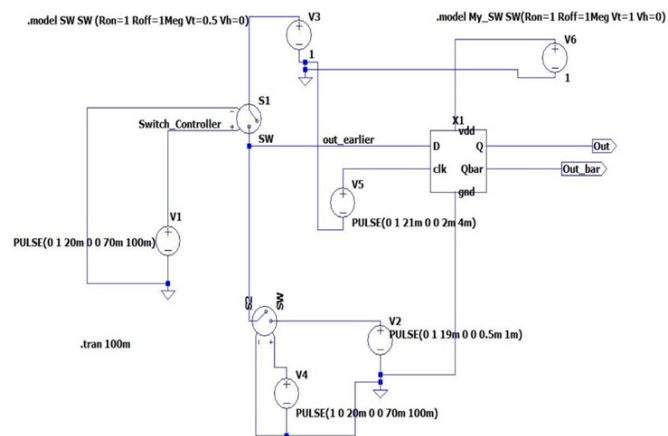 .model SW SW (Ron=1 Roff=1Meg Vt=0.5 Vh=0)
V3
1
.model My_SW SW(Ron=1 Roff=1Meg Vt=1 Vh=0)
V6
1
S1
Switch_Controller
SW
out_earlier
X1
vdd
D
Q
clk
Qbar
gnd
Out
Out_bar
V5
PULSE(0 1 21m 0 0 2m 4m)
V1
PULSE(0 1 20m 0 0 70m 100m)
S2
SW
V2
PULSE(0 1 19m 0 0 0.5m 1m)
.tran 100m
V4
PULSE(1 0 20m 0 0 70m 100m)